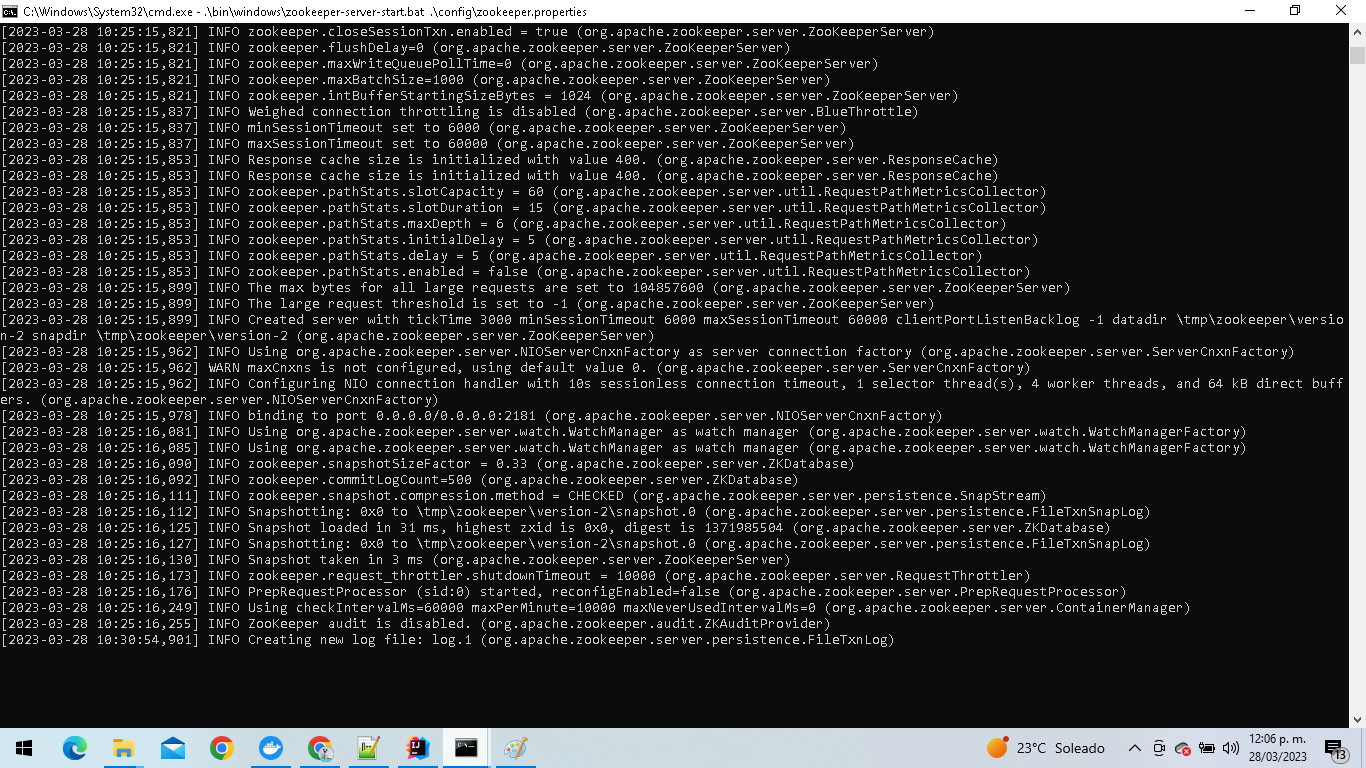 C:\Windows\System32\cmd.exe - .\bin\windows\zookeeper-server-start.bat .\config\zookeeper.properties
[2023-03-28 10:25:15,821] INFO zookeeper.closeSessionTxn.enabled = true (org.apache.zookeeper.server.ZooKeeperServer)
[2023-03-28 10:25:15,821] INFO zookeeper.flushDelay=0 (org.apache.zookeeper.server.ZooKeeperServer)
[2023-03-28 10:25:15,821] INFO zookeeper.maxWriteQueuePollTime=0 (org.apache.zookeeper.server.ZooKeeperServer)
[2023-03-28 10:25:15,821] INFO zookeeper.maxBatchSize=1000 (org.apache.zookeeper.server.ZooKeeperServer)
[2023-03-28 10:25:15,821] INFO zookeeper.intBufferStartingSizeBytes = 1024 (org.apache.zookeeper.server.ZooKeeperServer)
[2023-03-28 10:25:15,837] INFO Weighed connection throttling is disabled (org.apache.zookeeper.server.BlueThrottle)
[2023-03-28 10:25:15,837] INFO minSessionTimeout set to 6000 (org.apache.zookeeper.server.ZooKeeperServer)
[2023-03-28 10:25:15,837] INFO maxSessionTimeout set to 60000 (org.apache.zookeeper.server.ZooKeeperServer)
[2023-03-28 10:25:15,853] INFO Response cache size is initialized with value 400. (org.apache.zookeeper.server.ResponseCache)
[2023-03-28 10:25:15,853] INFO Response cache size is initialized with value 400. (org.apache.zookeeper.server.ResponseCache)
[2023-03-28 10:25:15,853] INFO zookeeper.pathStats.slotCapacity = 60 (org.apache.zookeeper.server.util.RequestPathMetricsCollector)
[2023-03-28 10:25:15,853] INFO zookeeper.pathStats.slotDuration = 15 (org.apache.zookeeper.server.util.RequestPathMetricsCollector)
[2023-03-28 10:25:15,853] INFO zookeeper.pathStats.maxDepth = 6 (org.apache.zookeeper.server.util.RequestPathMetricsCollector)
[2023-03-28 10:25:15,853] INFO zookeeper.pathStats.initialDelay = 5 (org.apache.zookeeper.server.util.RequestPathMetricsCollector)
[2023-03-28 10:25:15,853] INFO zookeeper.pathStats.delay = 5 (org.apache.zookeeper.server.util.RequestPathMetricsCollector)
[2023-03-28 10:25:15,853] INFO zookeeper.pathStats.enabled = false (org.apache.zookeeper.server.util.RequestPathMetricsCollector)
[2023-03-28 10:25:15,899] INFO The max bytes for all large requests are set to 104857600 (org.apache.zookeeper.server.ZooKeeperServer)
[2023-03-28 10:25:15,899] INFO The large request threshold is set to -1 (org.apache.zookeeper.server.ZooKeeperServer)
[2023-03-28 10:25:15,899] INFO Created server with tickTime 3000 minSessionTimeout 6000 maxSessionTimeout 60000 clientPortListenBacklog -1 datadir \tmp\zookeeper\versio
n-2 snapdir \tmp\zookeeper\version-2 (org.apache.zookeeper.server.ZooKeeperServer)
[2023-03-28 10:25:15,962] INFO Using org.apache.zookeeper.server.NIOServerCnxnFactory as server connection factory (org.apache.zookeeper.server.ServerCnxnFactory)
[2023-03-28 10:25:15,962] WARN maxCnxns is not configured, using default value 0. (org.apache.zookeeper.server.ServerCnxnFactory)
[2023-03-28 10:25:15,962] INFO Configuring NIO connection handler with 10s sessionless connection timeout, 1 selector thread(s), 4 worker threads, and 64 kB direct buff
ers. (org.apache.zookeeper.server.NIOServerCnxnFactory)
[2023-03-28 10:25:15,978] INFO binding to port 0.0.0.0/0.0.0.0:2181 (org.apache.zookeeper.server.NIOServerCnxnFactory)
[2023-03-28 10:25:16,081] INFO Using org.apache.zookeeper.server.watch.WatchManager as watch manager (org.apache.zookeeper.server.watch.WatchManagerFactory)
[2023-03-28 10:25:16,085] INFO Using org.apache.zookeeper.server.watch.WatchManager as watch manager (org.apache.zookeeper.server.watch.WatchManagerFactory)
[2023-03-28 10:25:16,090] INFO zookeeper.snapshotSizeFactor = 0.33 (org.apache.zookeeper.server.ZKDatabase)
[2023-03-28 10:25:16,092] INFO zookeeper.commitLogCount=500 (org.apache.zookeeper.server.ZKDatabase)
[2023-03-28 10:25:16,111] INFO zookeeper.snapshot.compression.method = CHECKED (org.apache.zookeeper.server.persistence.SnapStream)
[2023-03-28 10:25:16,112] INFO Snapshotting: 0x0 to \tmp\zookeeper\version-2\snapshot.0 (org.apache.zookeeper.server.persistence.FileTxnSnapLog)
[2023-03-28 10:25:16,125] INFO Snapshot loaded in 31 ms, highest zxid is 0x0, digest is 1371985504 (org.apache.zookeeper.server.ZKDatabase)
[2023-03-28 10:25:16,127] INFO Snapshotting: 0x0 to \tmp\zookeeper\version-2\snapshot.0 (org.apache.zookeeper.server.persistence.FileTxnSnapLog)
[2023-03-28 10:25:16,130] INFO Snapshot taken in 3 ms (org.apache.zookeeper.server.ZooKeeperServer)
[2023-03-28 10:25:16,173] INFO zookeeper.request_throttler.shutdownTimeout = 10000 (org.apache.zookeeper.server.RequestThrottler)
[2023-03-28 10:25:16,176] INFO PrepRequestProcessor (sid:0) started, reconfigEnabled=false (org.apache.zookeeper.server.PrepRequestProcessor)
[2023-03-28 10:25:16,249] INFO Using checkIntervalMs=60000 maxPerMinute=10000 maxNeverUsedIntervalMs=0 (org.apache.zookeeper.server.ContainerManager)
[2023-03-28 10:25:16,255] INFO ZooKeeper audit is disabled. (org.apache.zookeeper.audit.ZKAuditProvider)
[2023-03-28 10:30:54,901] INFO Creating new log file: log.1 (org.apache.zookeeper.server.persistence.FileTxnLog)
23°C Soleado
12:06 p. m.
28/03/2023
13